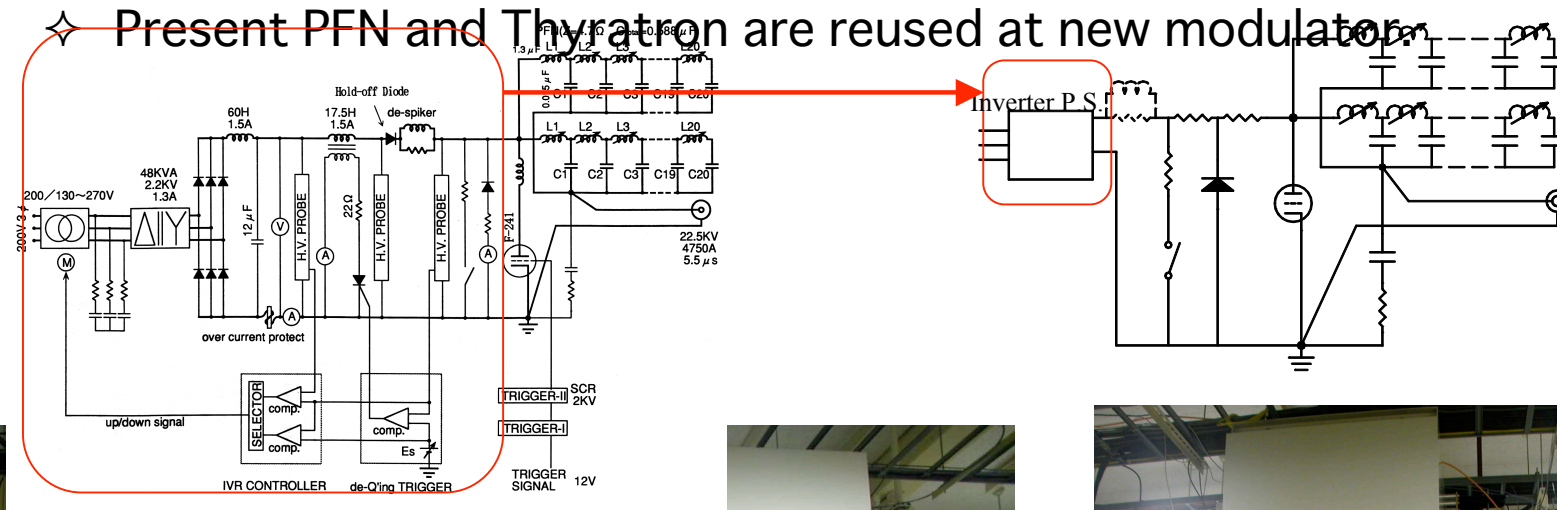 ✧ Present PFN and Thyratron are reused at new modulator.
1.3μF
L1 L2 L3 L20
C1 C2 C3 C19 C20
Hold-off Diode
de-spiker
60H
1.5A
17.5H
1.5A
L1 L2 L3 L20
C1 C2 C3 C19 C20
48KVA
2.2KV
1.3A
200/130~270V
200V 3φ
12μF
V
H.V. PROBE
A
22Ω
H.V. PROBE
H.V. PROBE
A
F-241
22.5KV
4750A
5.5μs
M
A
over current protect
Inverter P.S.
SELECTOR
comp.
comp.
comp.
Es
up/down signal
IVR CONTROLLER
de-Q'ing TRIGGER
TRIGGER-II
SCR
2KV
TRIGGER-I
TRIGGER
SIGNAL
12V